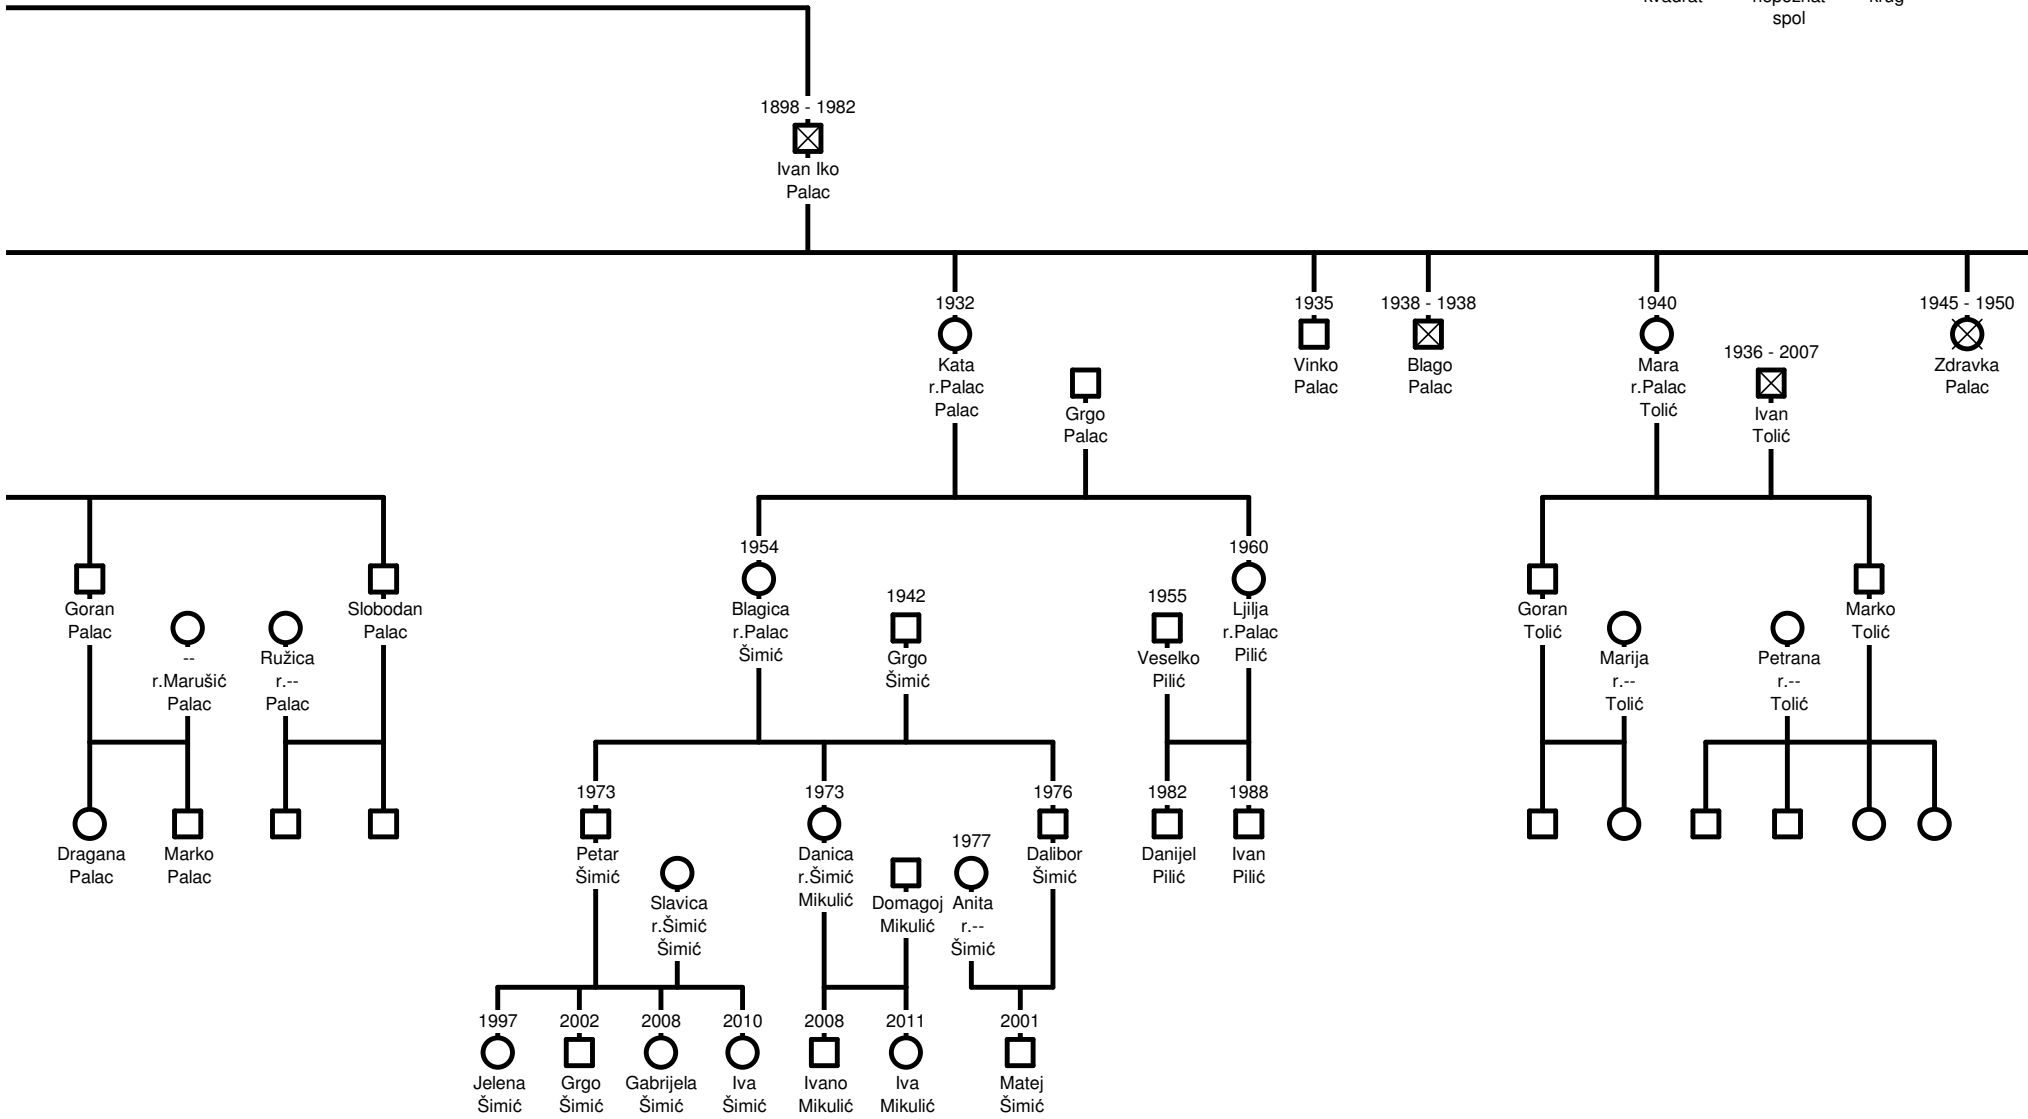 spol
1898 - 1982
Ivan Iko
Palac
1932
Kata
r.Palac
Palac
Grgo
Palac
1935
Vinko
Palac
1938 - 1938
Blago
Palac
1940
Mara
r.Palac
Tolić
1936 - 2007
Ivan
Tolić
1945 - 1950
Zdravka
Palac
Goran
Palac
--
r.Marušić
Palac
Ružica
r.--
Palac
Slobodan
Palac
1954
Blagica
r.Palac
Šimić
1942
Grgo
Šimić
1955
Veselko
Pilić
1960
Ljilja
r.Palac
Pilić
Goran
Tolić
Marija
r.--
Tolić
Petrana
r.--
Tolić
Marko
Tolić
Dragana
Palac
Marko
Palac
1973
Petar
Šimić
Slavica
r.Šimić
Šimić
1973
Danica
r.Šimić
Mikulić
Domagoj
Mikulić
1977
Anita
r.--
Šimić
1976
Dalibor
Šimić
1982
Danijel
Pilić
1988
Ivan
Pilić
1997
Jelena
Šimić
2002
Grgo
Šimić
2008
Gabrijela
Šimić
2010
Iva
Šimić
2008
Ivano
Mikulić
2011
Iva
Mikulić
2001
Matej
Šimić